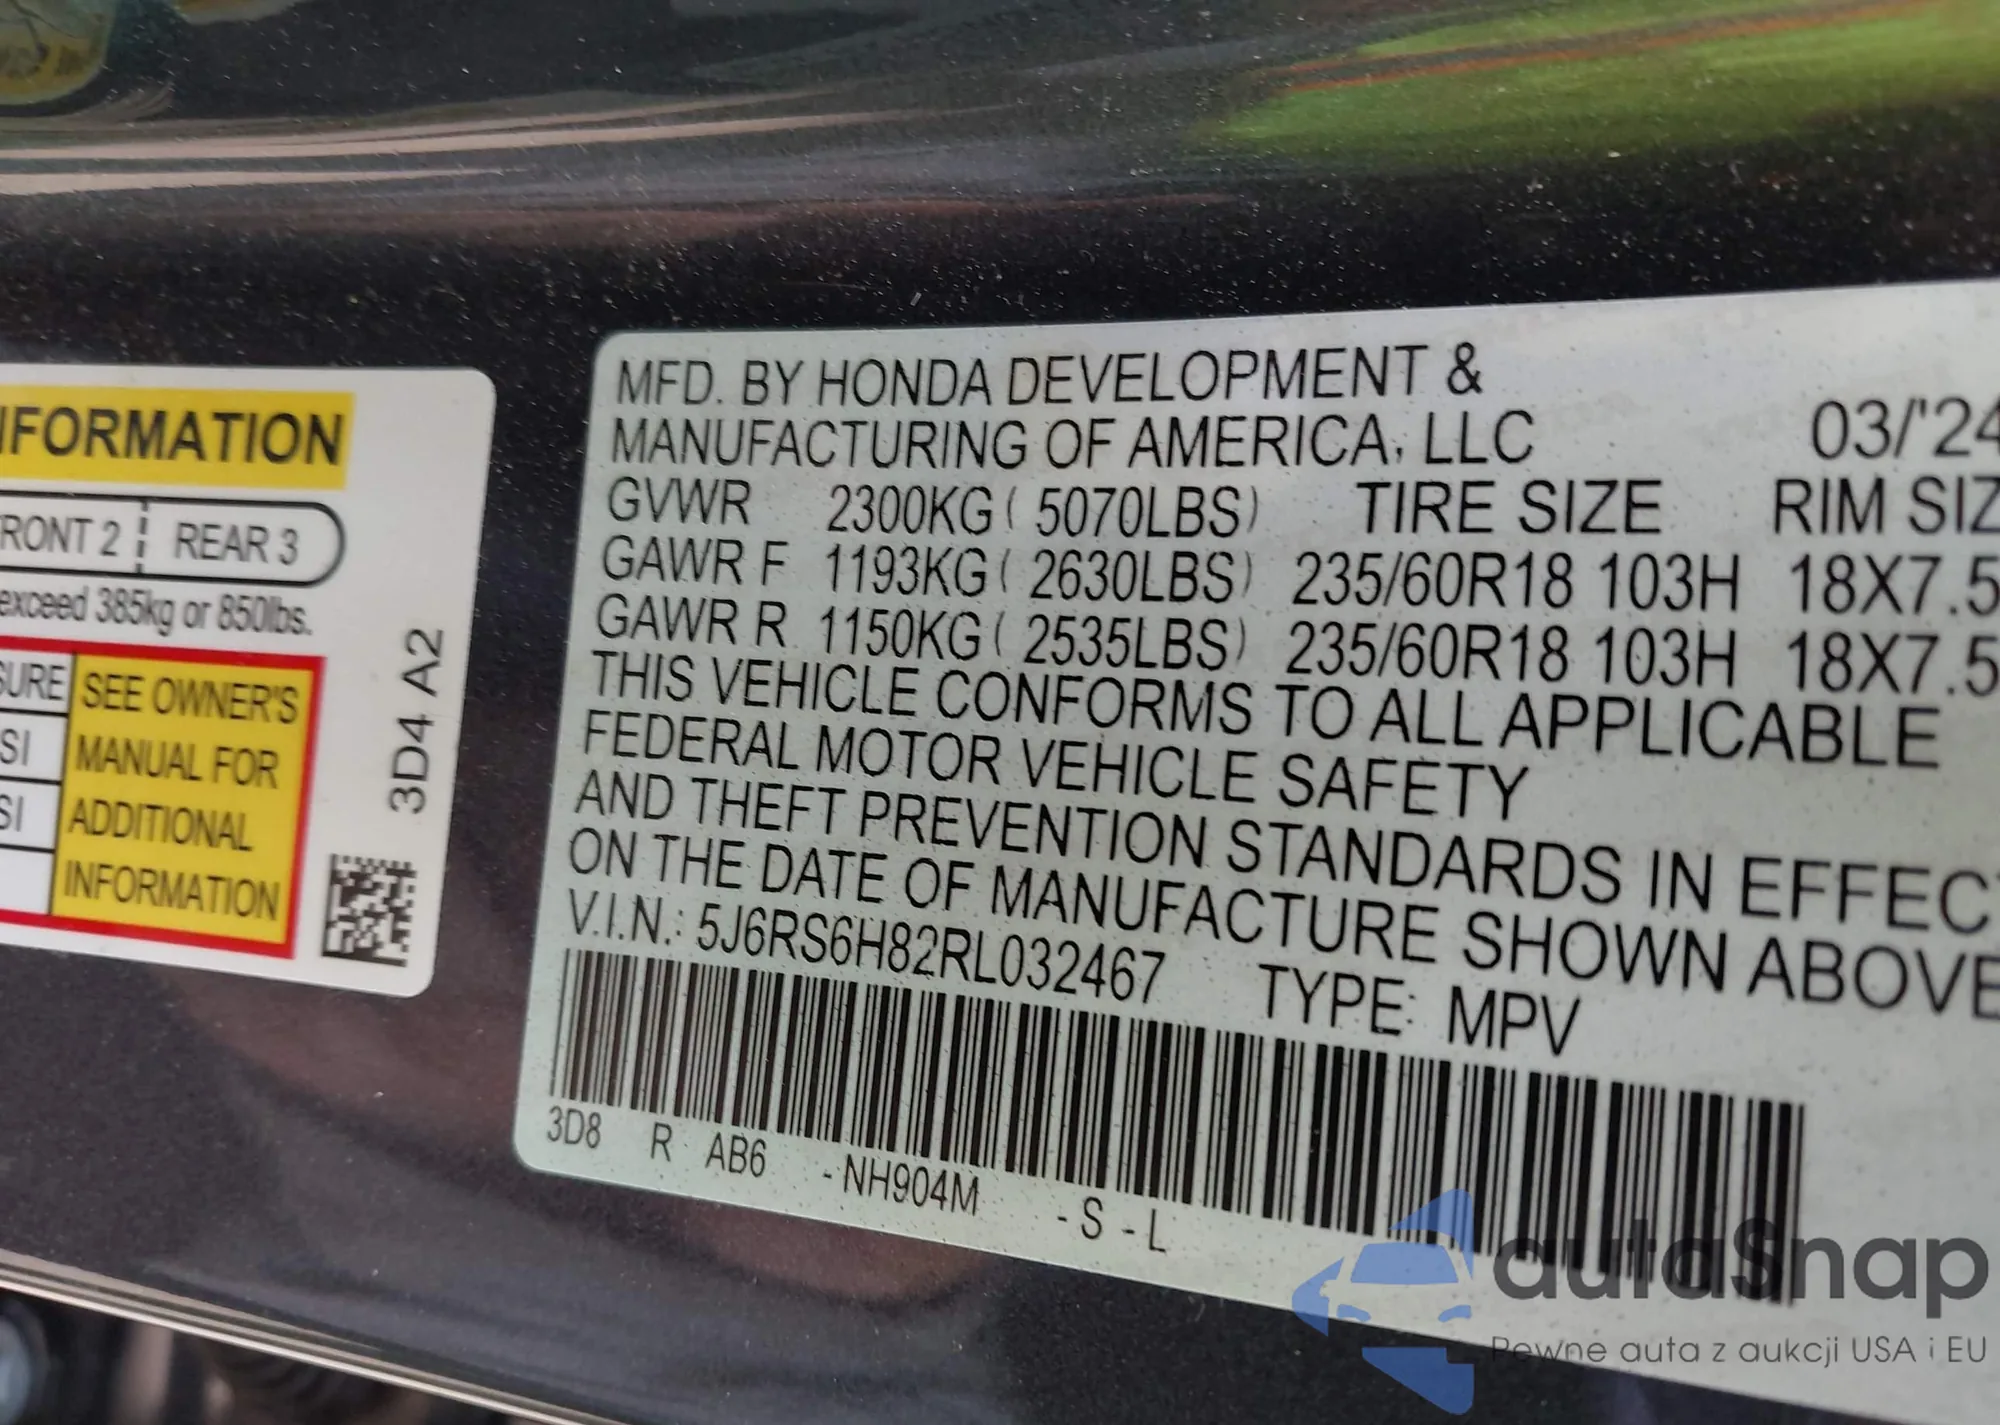 NFORMATION
RONT 2 REAR 3
exceed 385kg or 850lbs.
SURE SEE OWNER'S
SI MANUAL FOR
SI ADDITIONAL
INFORMATION
3D4 A2
MFD. BY HONDA DEVELOPMENT &
MANUFACTURING OF AMERICA, LLC 03/'24
GVWR 2300KG ( 5070LBS) TIRE SIZE RIM SIZ
GAWR F 1193KG ( 2630LBS) 235/60R18 103H 18X7.5
GAWR R 1150KG ( 2535LBS) 235/60R18 103H 18X7.5
THIS VEHICLE CONFORMS TO ALL APPLICABLE
FEDERAL MOTOR VEHICLE SAFETY
AND THEFT PREVENTION STANDARDS IN EFFECT
ON THE DATE OF MANUFACTURE SHOWN ABOVE
V.I.N.: 5J6RS6H82RL032467 TYPE: MPV
3D8 R AB6 -NH904M -S -L
autaSnap
Pewne auta z aukcji USA i EU